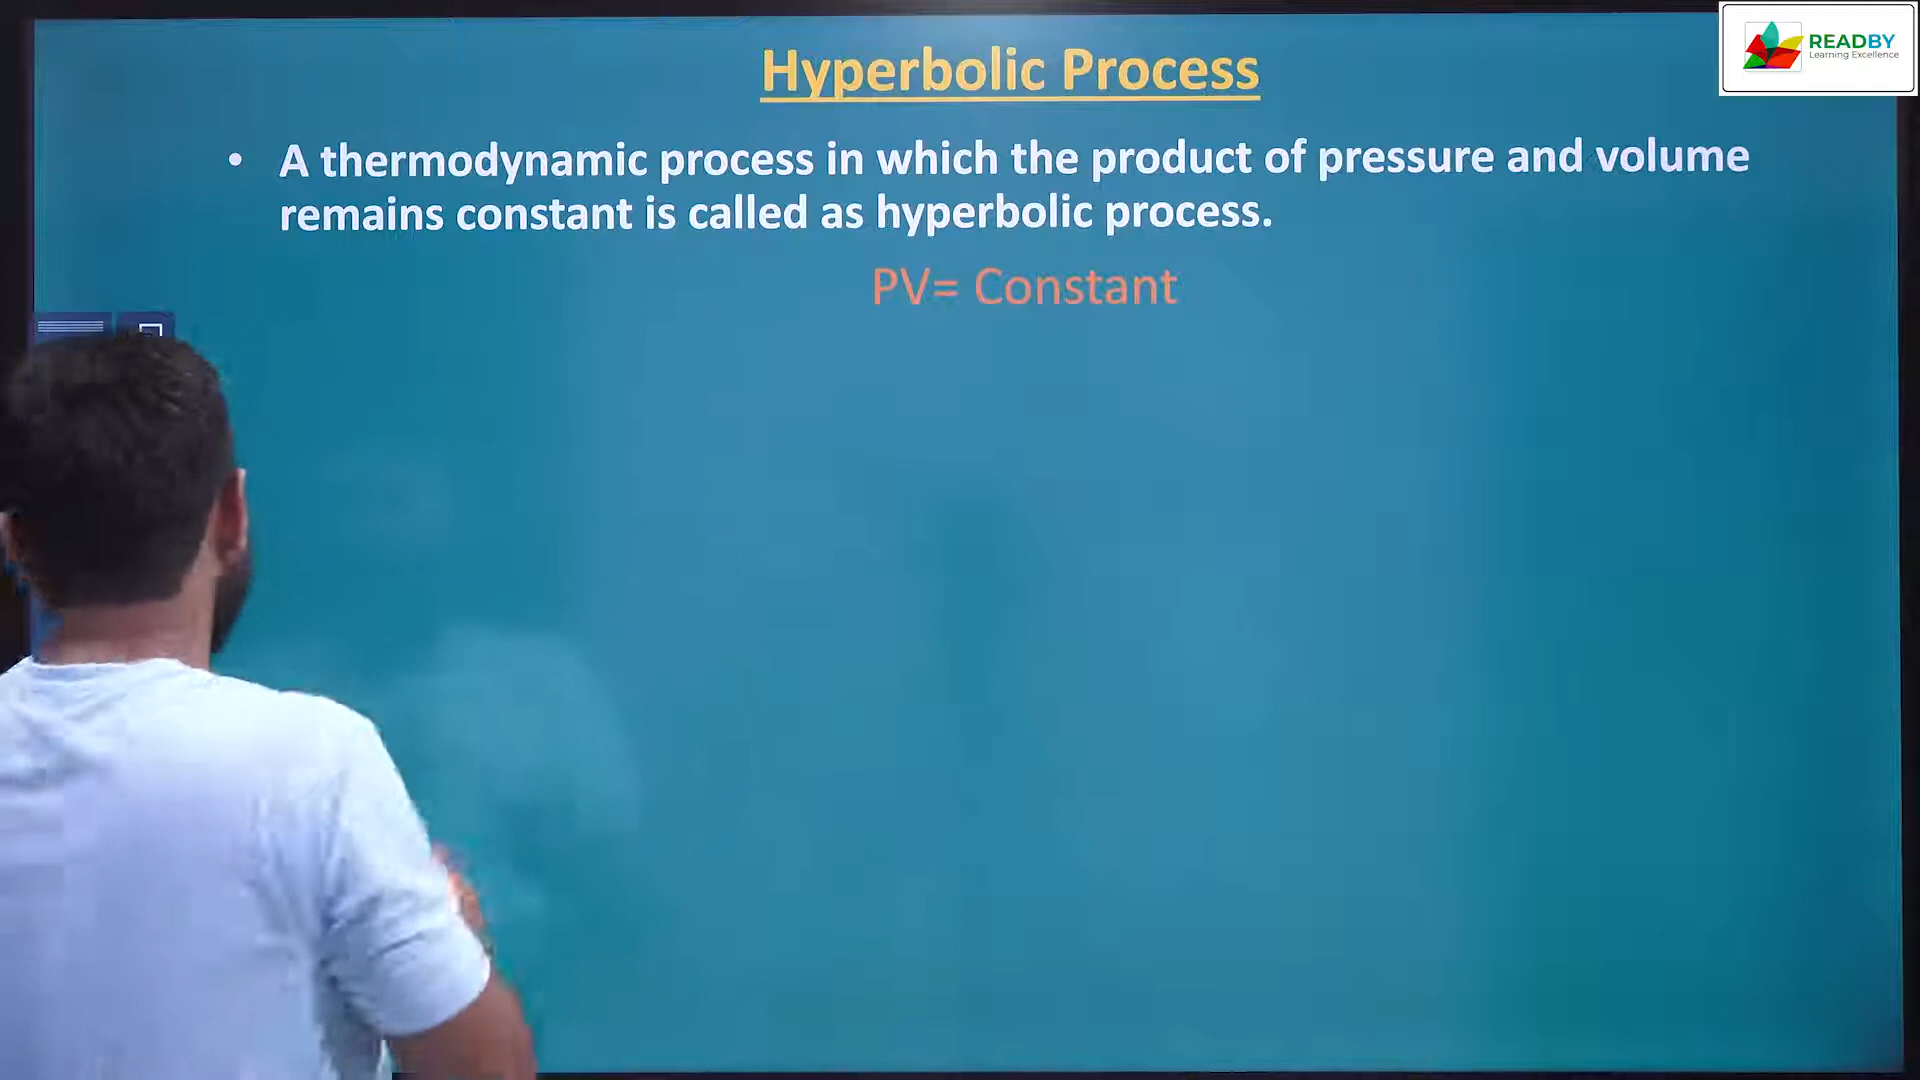 READBY
Learning Excellence
Hyperbolic Process
• A thermodynamic process in which the product of pressure and volume
remains constant is called as hyperbolic process.
PV= Constant